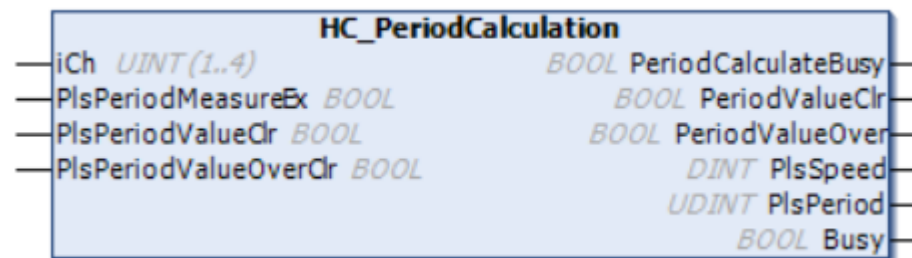 HC_PeriodCalculation
iCh UINT(1..4) BOOL PeriodCalculateBusy
PlsPeriodMeasureEx BOOL BOOL PeriodValueClr
PlsPeriodValueClr BOOL BOOL PeriodValueOver
PlsPeriodValueOverClr BOOL DINT PlsSpeed
UDINT PlsPeriod
BOOL Busy